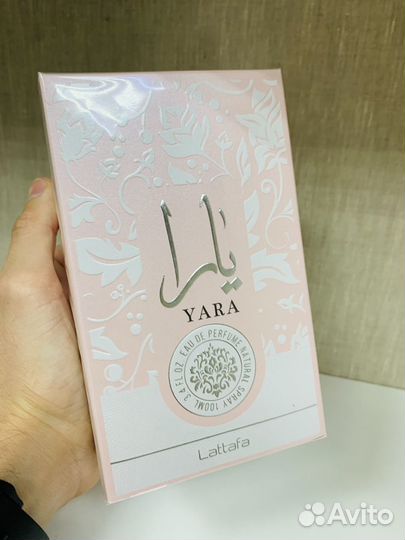 يارا
YARA
EAU DE PERFUME NATURAL SPRAY 100ML 3.4 FL.OZ.
Lattafa
Avito